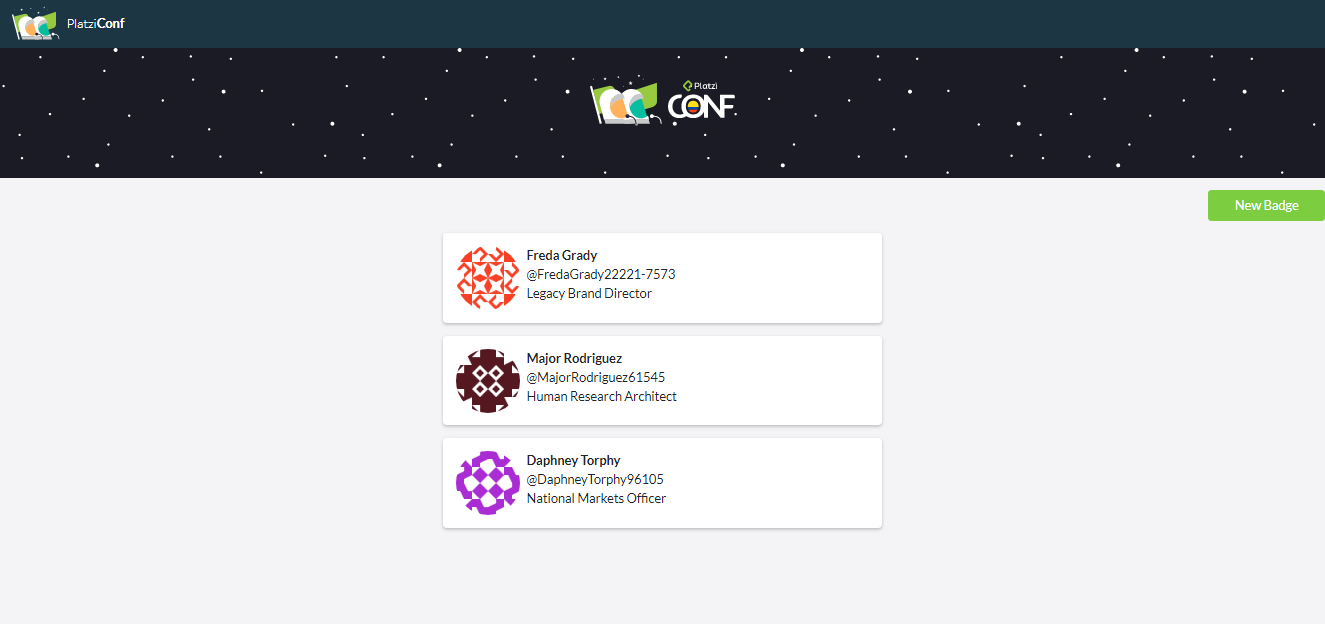 PlatziConf
Platzi
CONF
New Badge
Freda Grady
@FredaGrady22221-7573
Legacy Brand Director
Major Rodriguez
@MajorRodriguez61545
Human Research Architect
Daphney Torphy
@DaphneyTorphy96105
National Markets Officer